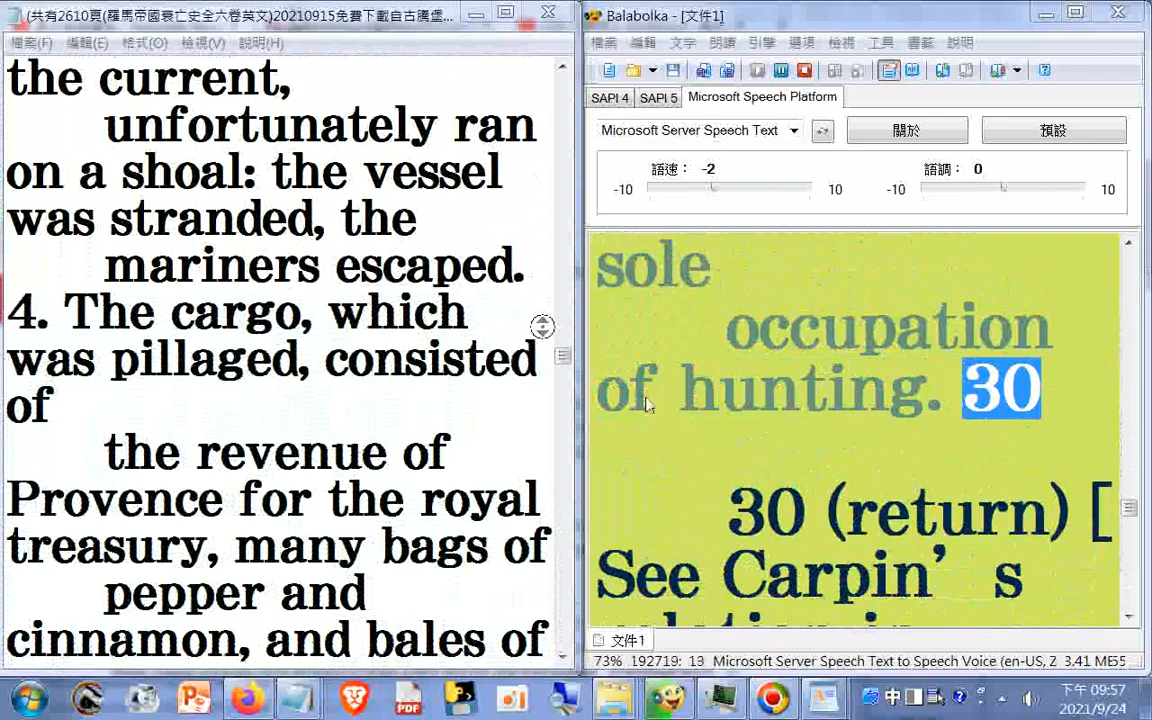 (共有2610頁(羅馬帝國衰亡史全六卷英文)20210915免費下載自古騰堡...
檔案(F) 編輯(E) 格式(O) 檢視(V) 說明(H)
the current,
unfortunately ran
on a shoal: the vessel
was stranded, the
mariners escaped.
4. The cargo, which
was pillaged, consisted
of
the revenue of
Provence for the royal
treasury, many bags of
pepper and
cinnamon, and bales of
Balabolka - [文件1]
檔案 編輯 文字 朗讀 引擎 選項 檢視 工具 書籤 說明
SAPI 4 SAPI 5 Microsoft Speech Platform
Microsoft Server Speech Text 關於 預設
語速： -2 語調： 0
-10 10 -10 10
sole
occupation
of hunting. 30
30 (return) [
See Carpin’s
文件1
73% 192719: 13 Microsoft Server Speech Text to Speech Voice (en-US, Z 3.41 ME55
PDF 中 下午 09:57
2021/9/24